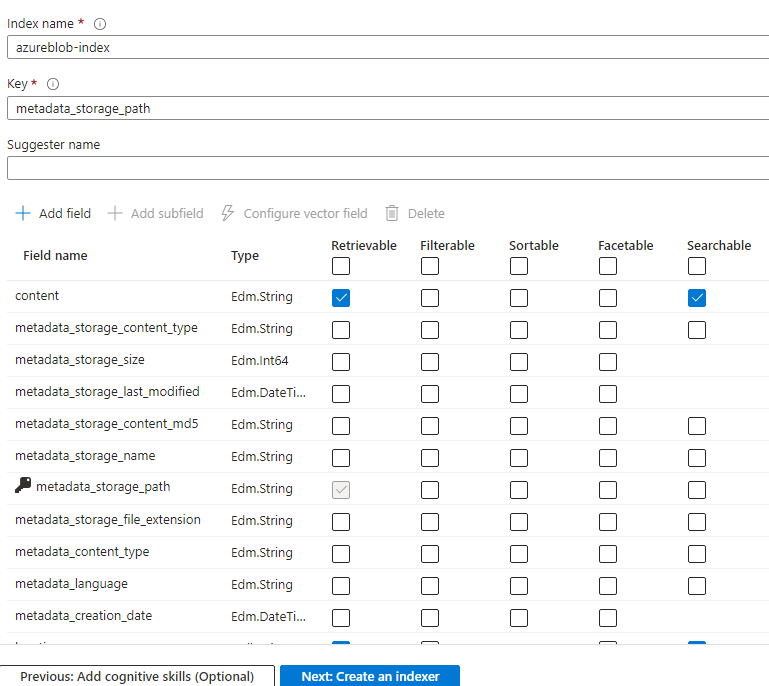 Index name *
azureblob-index
Key *
metadata_storage_path
Suggester name
Add field Add subfield Configure vector field Delete
Field name Type Retrievable Filterable Sortable Facetable Searchable
content Edm.String
metadata_storage_content_type Edm.String
metadata_storage_size Edm.Int64
metadata_storage_last_modified Edm.DateTi...
metadata_storage_content_md5 Edm.String
metadata_storage_name Edm.String
metadata_storage_path Edm.String
metadata_storage_file_extension Edm.String
metadata_content_type Edm.String
metadata_language Edm.String
metadata_creation_date Edm.DateTi...
Previous: Add cognitive skills (Optional) Next: Create an indexer